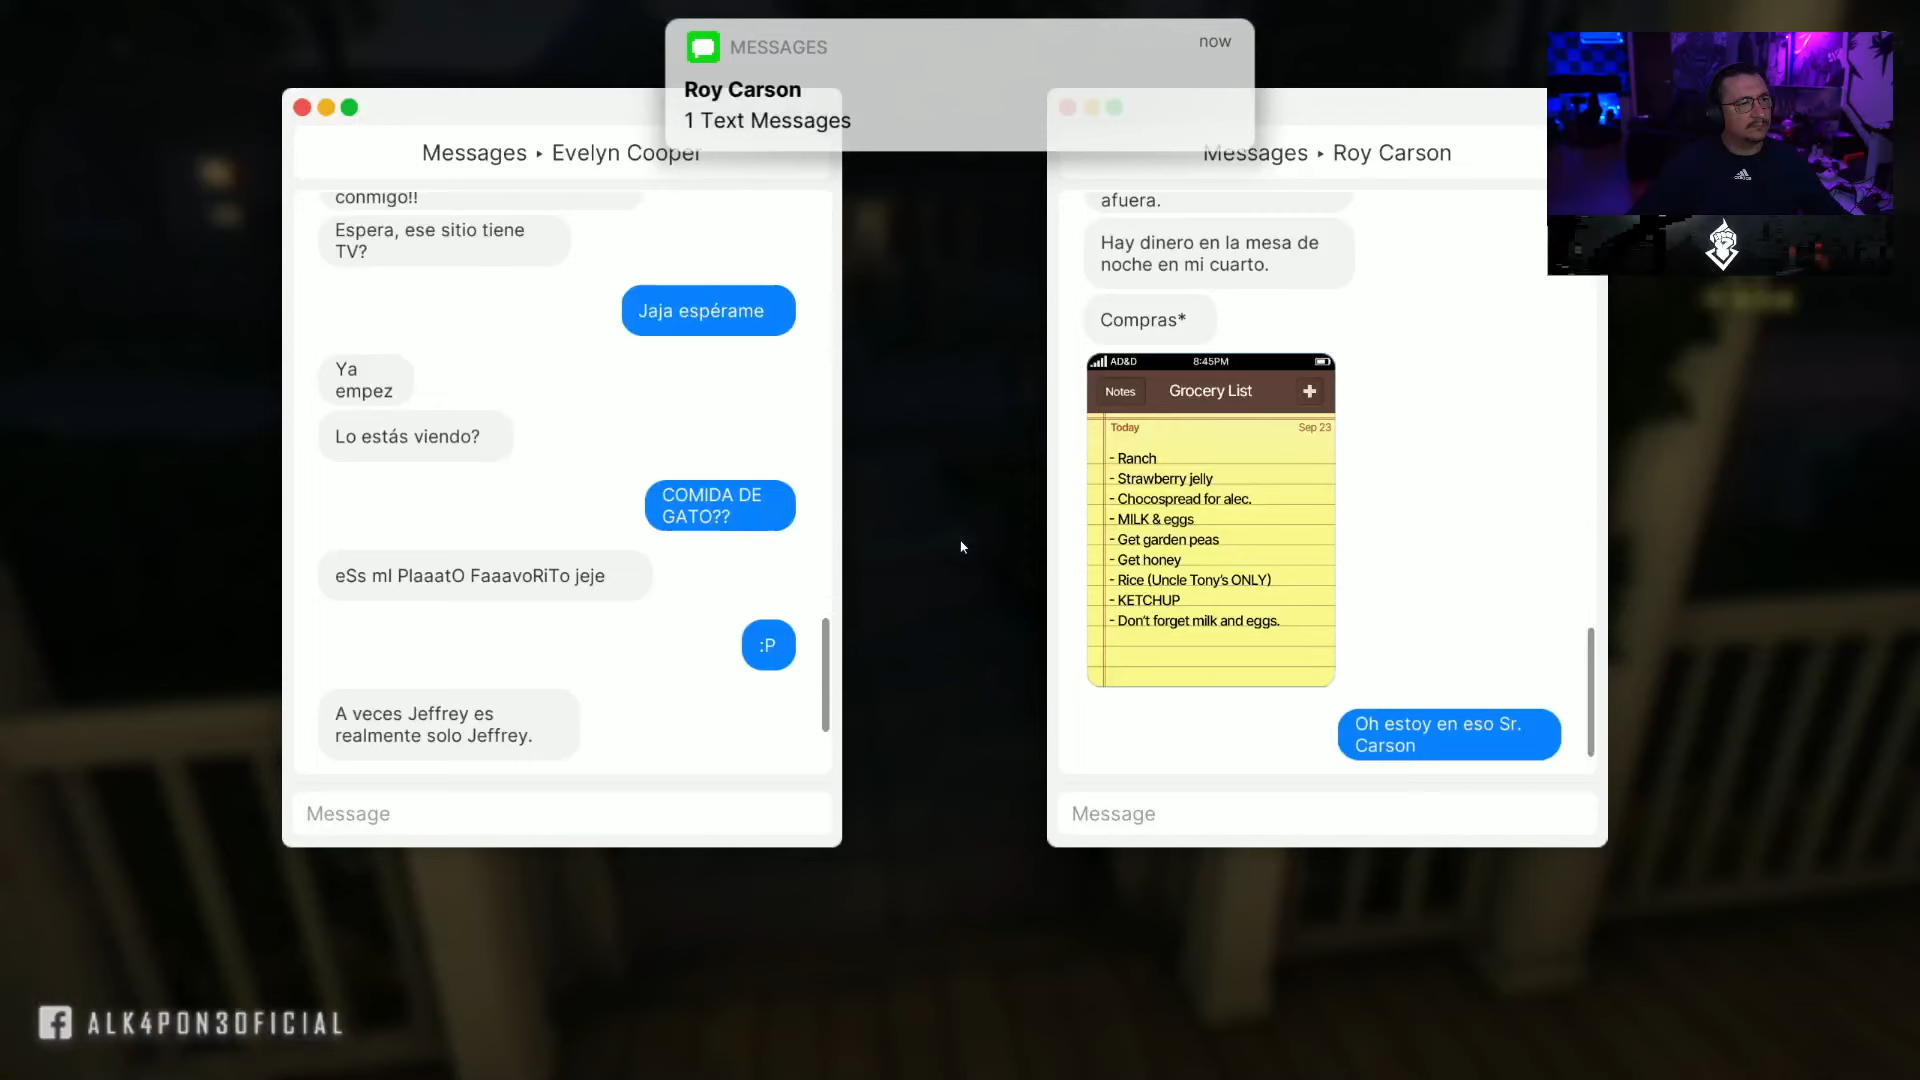 MESSAGES
now
Roy Carson
1 Text Messages
Messages ▸ Evelyn Cooper
conmigo!!
Espera, ese sitio tiene
TV?
Jaja espérame
Ya
empez
Lo estás viendo?
COMIDA DE
GATO??
eSs mI PlaaatO FaaavoRiTo jeje
:P
A veces Jeffrey es
realmente solo Jeffrey.
Message
Messages ▸ Roy Carson
afuera.
Hay dinero en la mesa de
noche en mi cuarto.
Compras*
AD&D 8:45PM
Notes Grocery List +
Today Sep 23
- Ranch
- Strawberry jelly
- Chocospread for alec.
- MILK & eggs
- Get garden peas
- Get honey
- Rice (Uncle Tony's ONLY)
- KETCHUP
- Don't forget milk and eggs.
Oh estoy en eso Sr.
Carson
Message
ALK4PON3OFICIAL